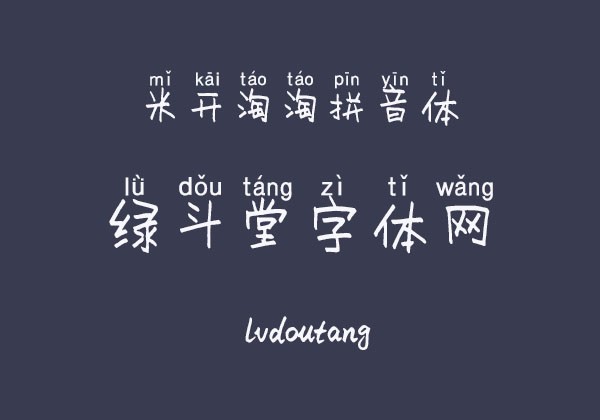 mǐ kāi táo táo pīn yīn tǐ
米开淘淘拼音体
lǜ dǒu táng zì tǐ wǎng
绿斗堂字体网
lvdoutang